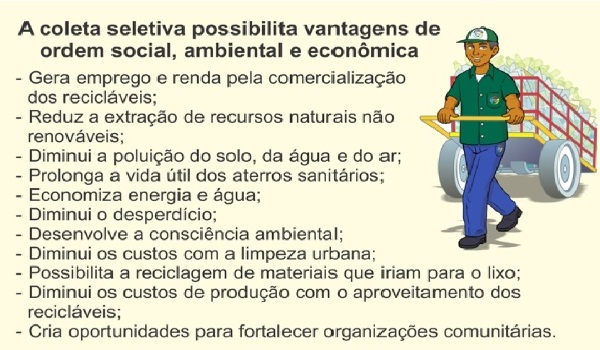 A coleta seletiva possibilita vantagens de
ordem social, ambiental e econômica
- Gera emprego e renda pela comercialização
dos recicláveis;
- Reduz a extração de recursos naturais não
renováveis;
- Diminui a poluição do solo, da água e do ar;
- Prolonga a vida útil dos aterros sanitários;
- Economiza energia e água;
- Diminui o desperdício;
- Desenvolve a consciência ambiental;
- Diminui os custos com a limpeza urbana;
- Possibilita a reciclagem de materiais que iriam para o lixo;
- Diminui os custos de produção com o aproveitamento dos
recicláveis;
- Cria oportunidades para fortalecer organizações comunitárias.